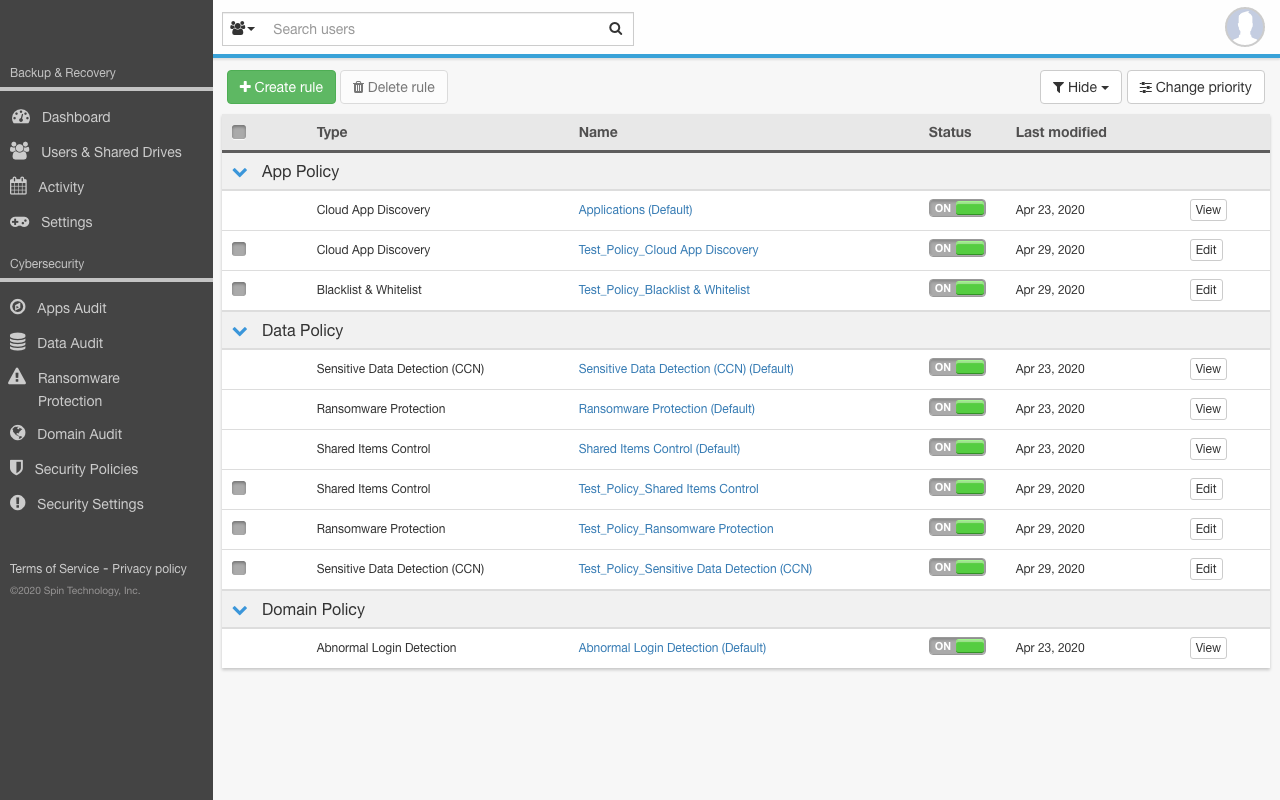 Search users
Backup & Recovery
Dashboard
Users & Shared Drives
Activity
Settings
Cybersecurity
Apps Audit
Data Audit
Ransomware
Protection
Domain Audit
Security Policies
Security Settings
Terms of Service - Privacy policy
©2020 Spin Technology, Inc.
Create rule Delete rule Hide Change priority
Type Name Status Last modified
App Policy
Cloud App Discovery Applications (Default) ON Apr 23, 2020 View
Cloud App Discovery Test_Policy_Cloud App Discovery ON Apr 29, 2020 Edit
Blacklist & Whitelist Test_Policy_Blacklist & Whitelist ON Apr 29, 2020 Edit
Data Policy
Sensitive Data Detection (CCN) Sensitive Data Detection (CCN) (Default) ON Apr 23, 2020 View
Ransomware Protection Ransomware Protection (Default) ON Apr 23, 2020 View
Shared Items Control Shared Items Control (Default) ON Apr 23, 2020 View
Shared Items Control Test_Policy_Shared Items Control ON Apr 29, 2020 Edit
Ransomware Protection Test_Policy_Ransomware Protection ON Apr 29, 2020 Edit
Sensitive Data Detection (CCN) Test_Policy_Sensitive Data Detection (CCN) ON Apr 29, 2020 Edit
Domain Policy
Abnormal Login Detection Abnormal Login Detection (Default) ON Apr 23, 2020 View